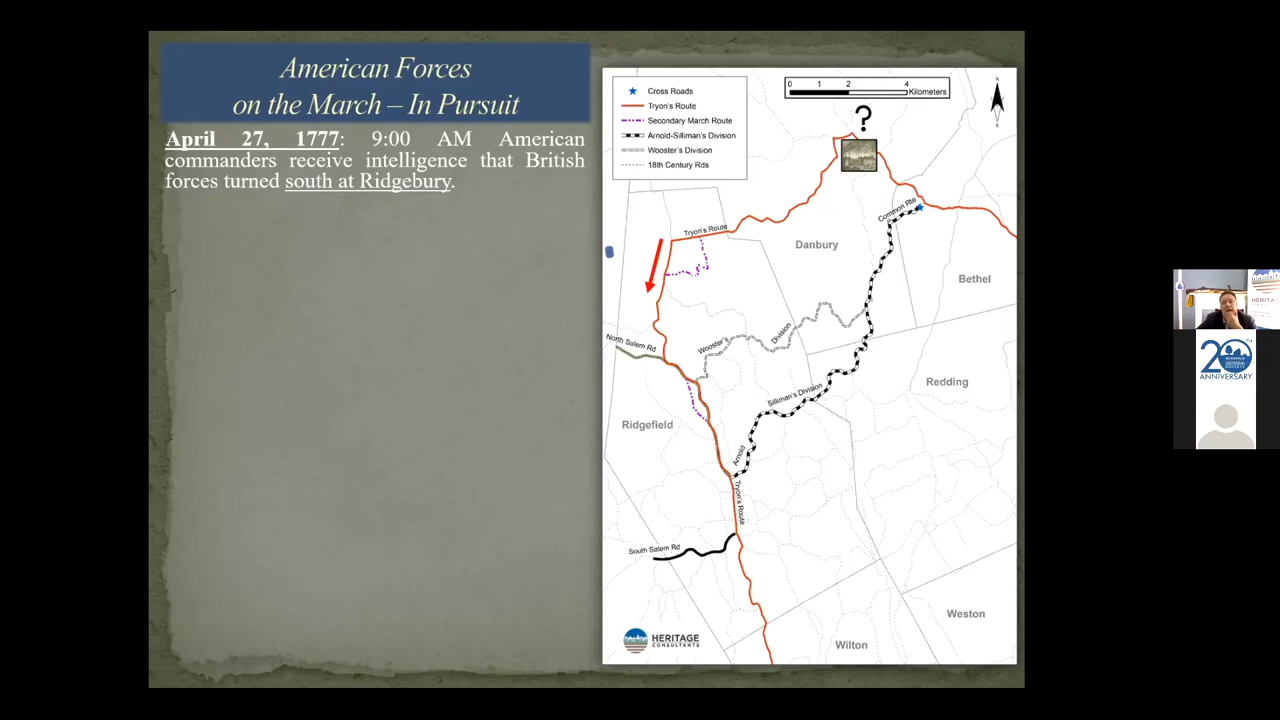 American Forces
on the March – In Pursuit
April 27, 1777: 9:00 AM American
commanders receive intelligence that British
forces turned south at Ridgebury.
Cross Roads
Tryon's Route
Secondary March Route
Arnold-Silliman's Division
Wooster's Division
18th Century Rds
0 1 2 4
Kilometers
N
?
Common Rte
Tryon's Route
Danbury
Bethel
North Salem Rd
Wooster's Division
Silliman's Division
Redding
Ridgefield
Arnold
Tryon's Route
South Salem Rd
Weston
Wilton
HERITAGE
CONSULTANTS
20TH
ANNIVERSARY